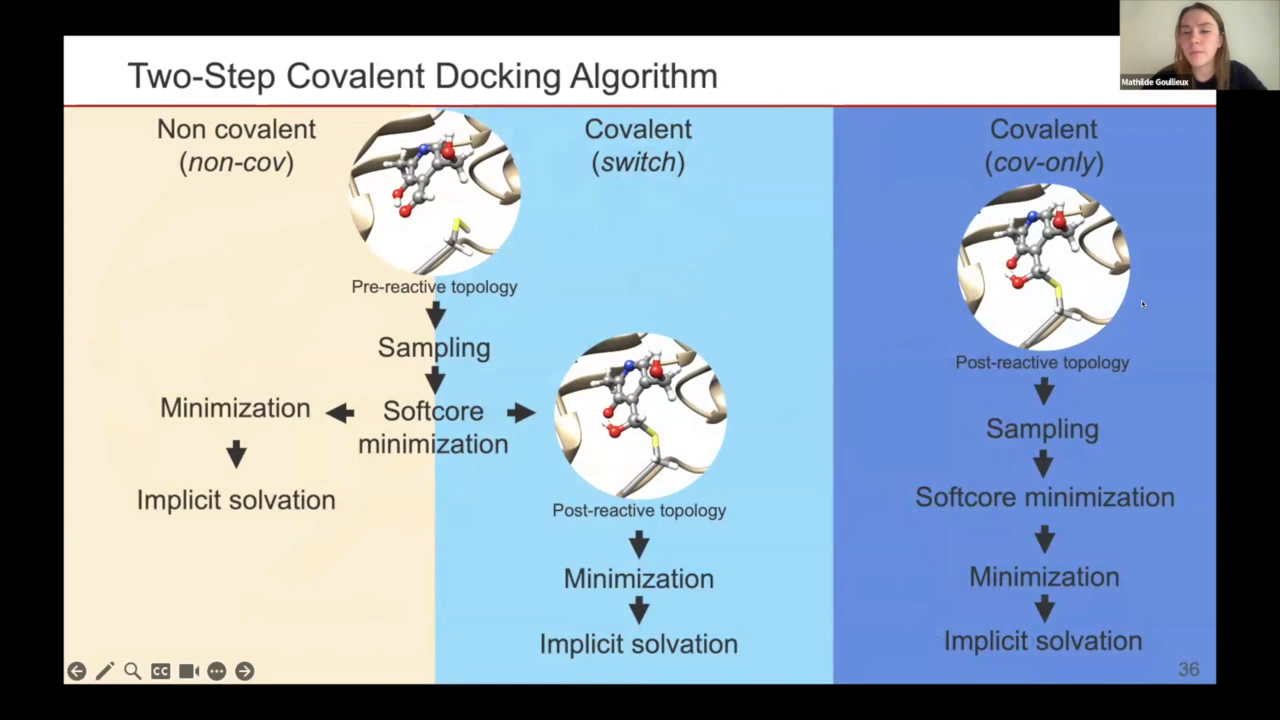 Mathilde Goullieux
Two-Step Covalent Docking Algorithm
Non covalent
(non-cov)
Pre-reactive topology
Sampling
Softcore
minimization
Minimization
Implicit solvation
Covalent
(switch)
Post-reactive topology
Minimization
Implicit solvation
Covalent
(cov-only)
Post-reactive topology
Sampling
Softcore minimization
Minimization
Implicit solvation
CC
36